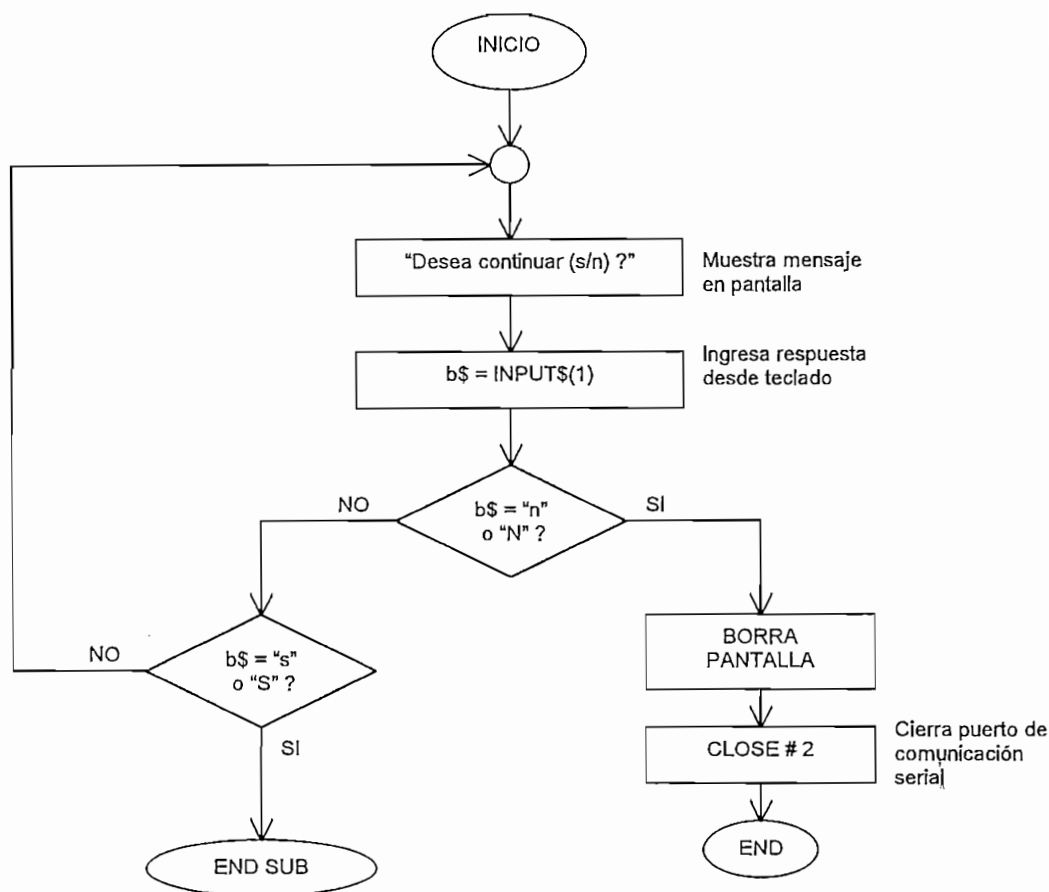 INICIO
“Desea continuar (s/n) ?”
Muestra mensaje
en pantalla
b$ = INPUT$(1)
Ingresa respuesta
desde teclado
NO
b$ = “n”
o “N” ?
SI
NO
b$ = “s”
o “S” ?
SI
BORRA
PANTALLA
CLOSE # 2
Cierra puerto de
comunicación
serial
END SUB
END